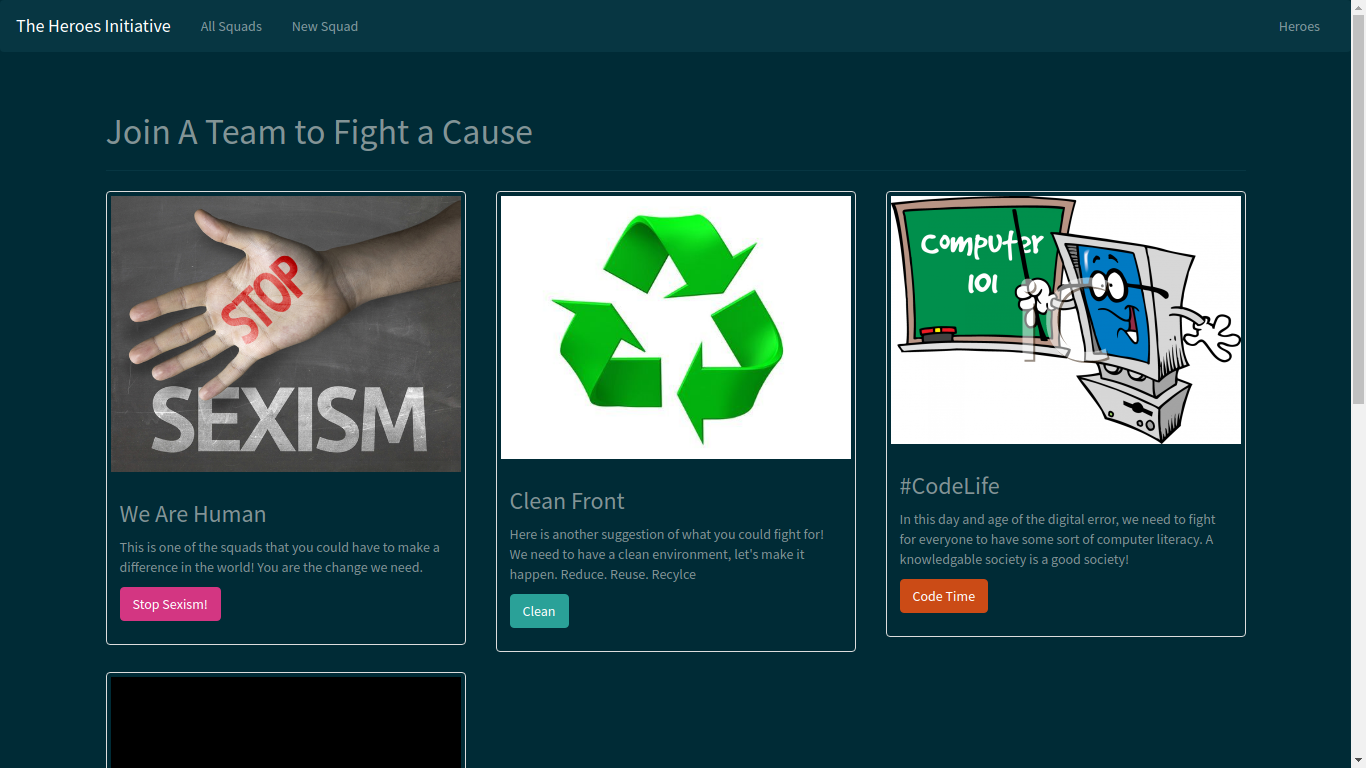 The Heroes Initiative
All Squads
New Squad
Heroes
Join A Team to Fight a Cause
STOP
SEXISM
We Are Human
This is one of the squads that you could have to make a
difference in the world! You are the change we need.
Stop Sexism!
Clean Front
Here is another suggestion of what you could fight for!
We need to have a clean environment, let's make it
happen. Reduce. Reuse. Recylce
Clean
Computer
101
#CodeLife
In this day and age of the digital error, we need to fight
for everyone to have some sort of computer literacy. A
knowledgable society is a good society!
Code Time